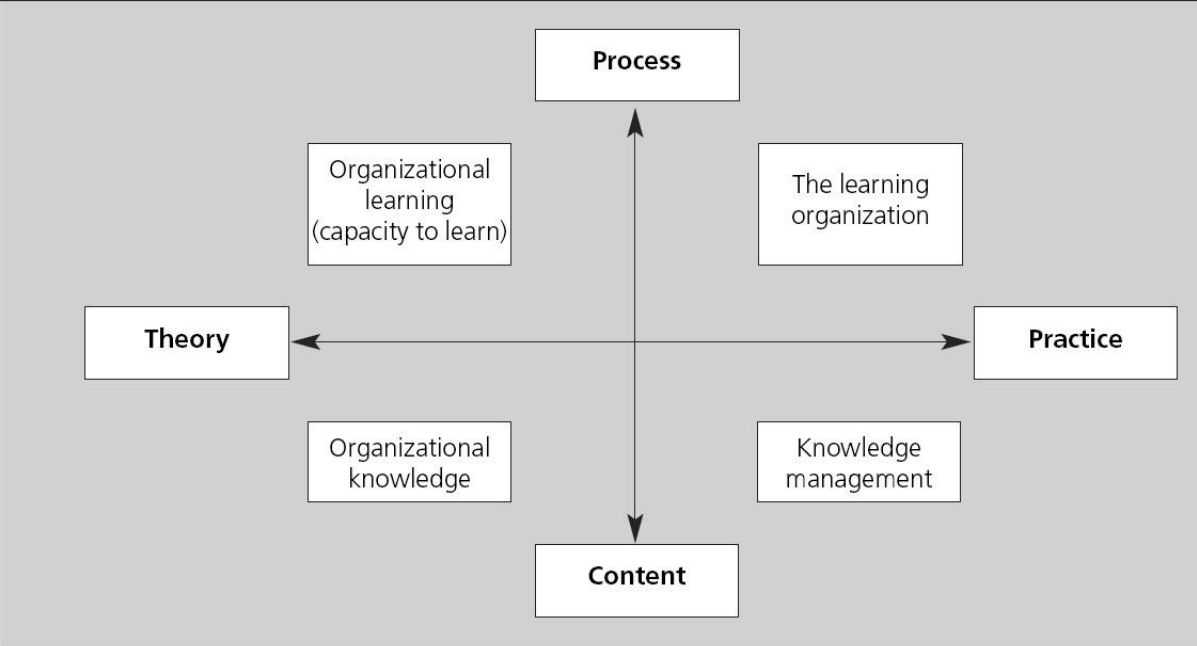 Process
Organizational
learning
(capacity to learn)
The learning
organization
Theory
Practice
Organizational
knowledge
Knowledge
management
Content